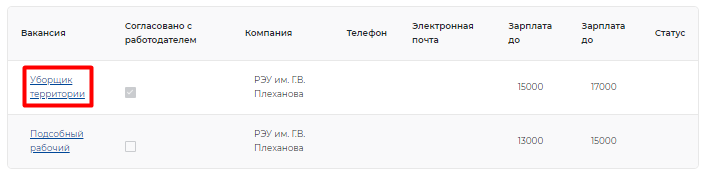 Вакансия
Согласовано с
работодателем
Компания
Телефон
Электронная
почта
Зарплата
до
Зарплата
до
Статус
Уборщик
территории
РЭУ им. Г.В.
Плеханова
15000
17000
Подсобный
рабочий
РЭУ им. Г.В.
Плеханова
13000
15000